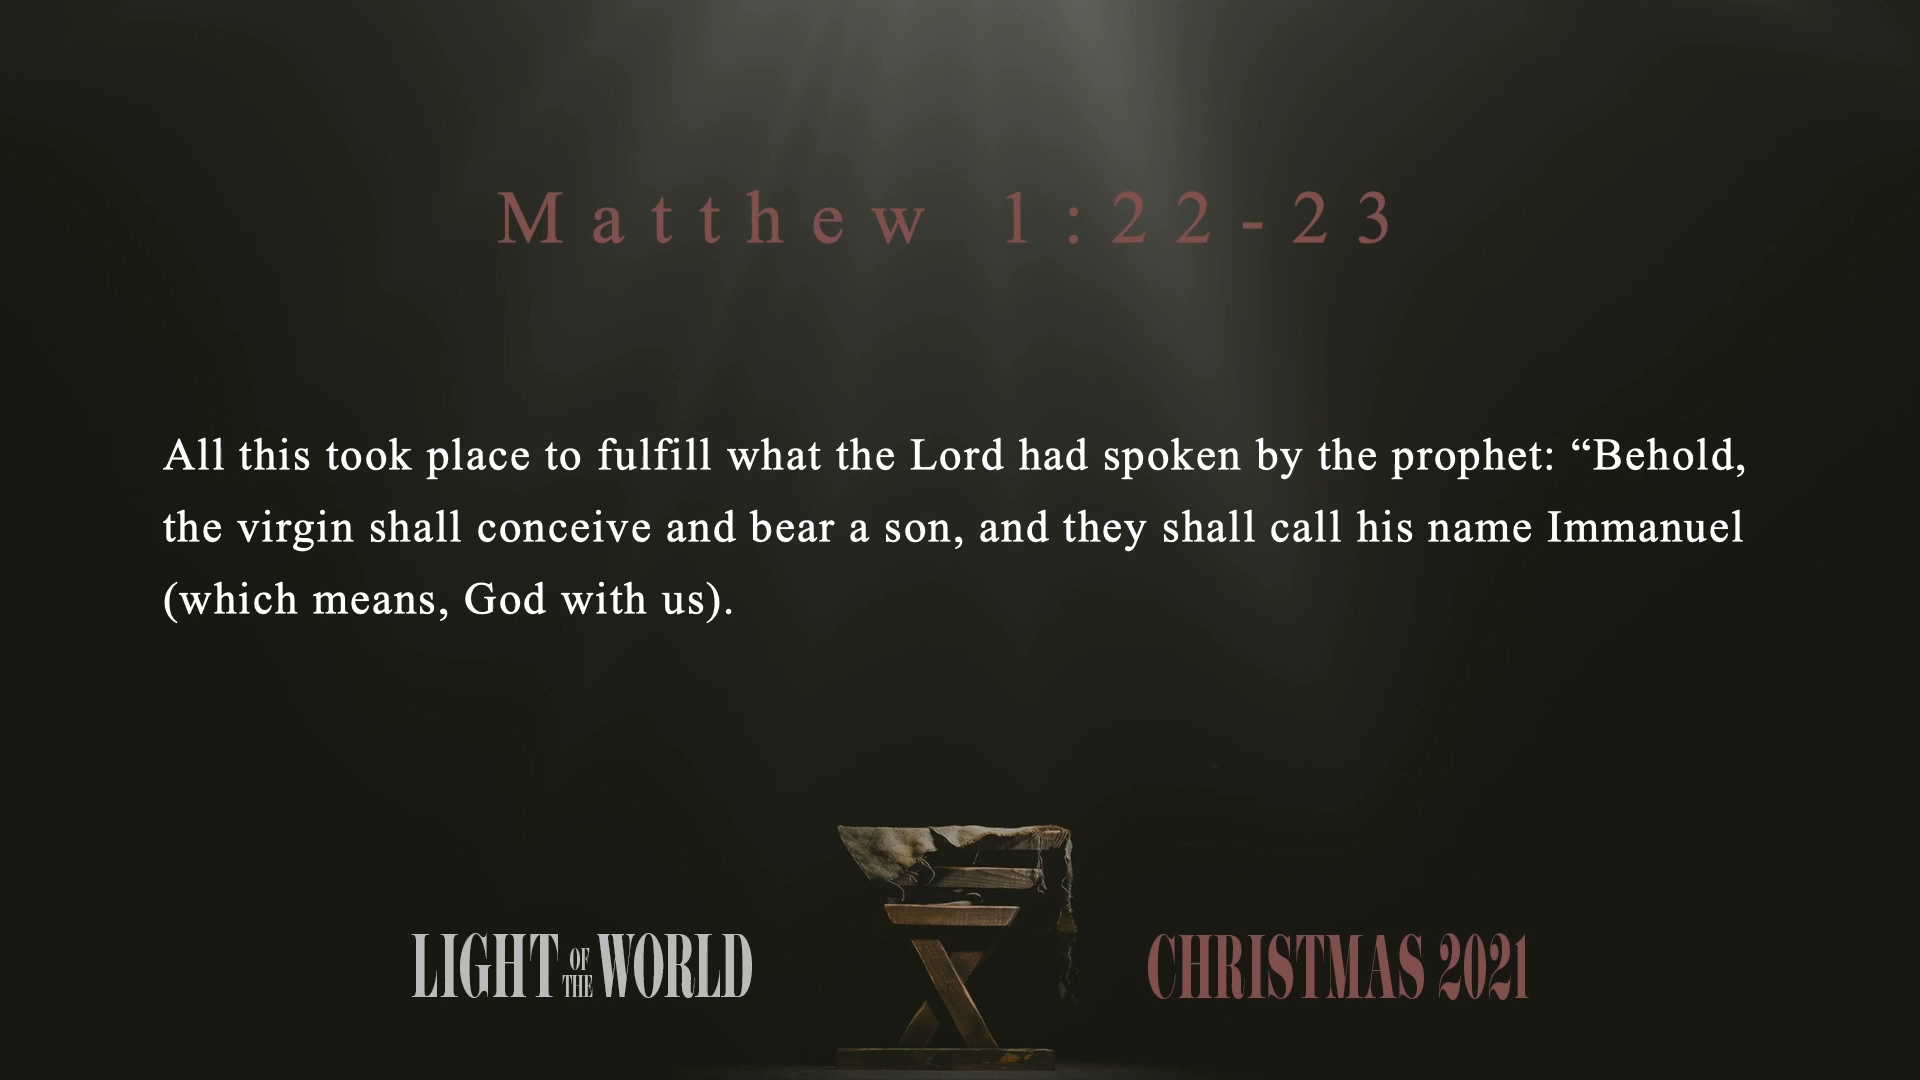 Matthew 1:22-23
All this took place to fulfill what the Lord had spoken by the prophet: “Behold,
the virgin shall conceive and bear a son, and they shall call his name Immanuel
(which means, God with us).
LIGHT OF THE WORLD
CHRISTMAS 2021